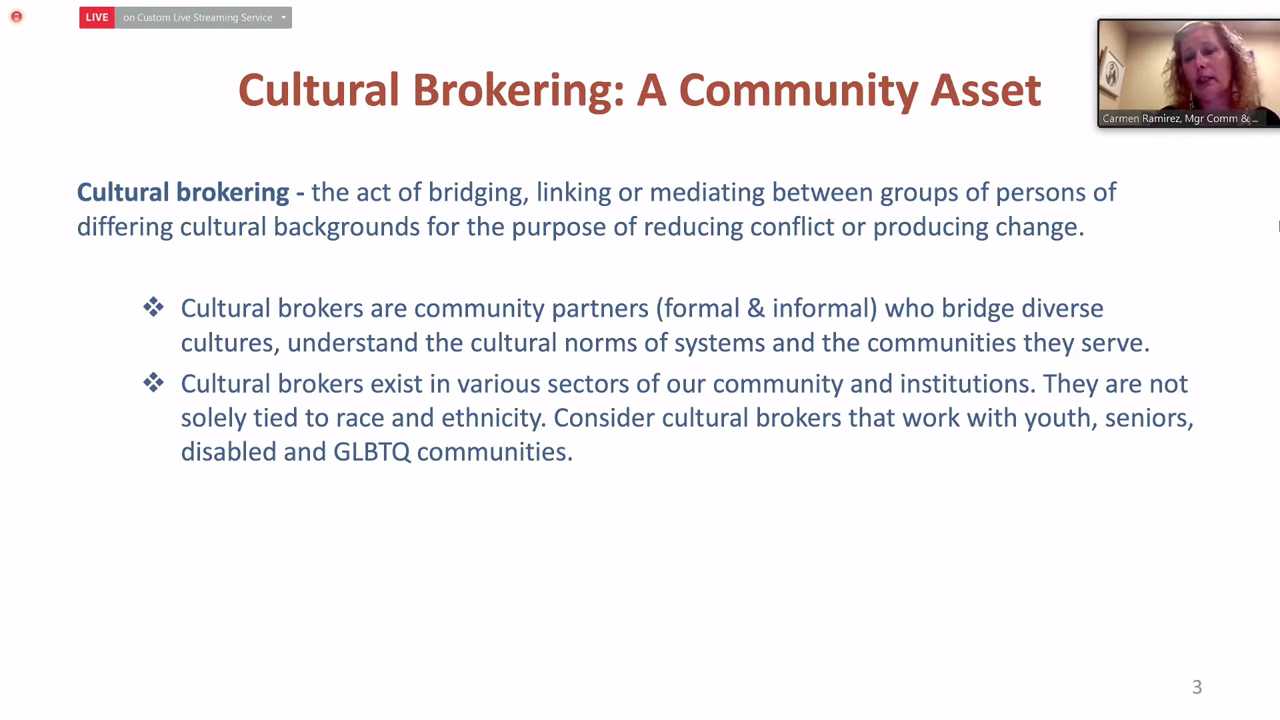 LIVE on Custom Live Streaming Service
Cultural Brokering: A Community Asset
Carmen Ramirez, Mgr Comm & ...
Cultural brokering - the act of bridging, linking or mediating between groups of persons of
differing cultural backgrounds for the purpose of reducing conflict or producing change.
❖ Cultural brokers are community partners (formal & informal) who bridge diverse
cultures, understand the cultural norms of systems and the communities they serve.
❖ Cultural brokers exist in various sectors of our community and institutions. They are not
solely tied to race and ethnicity. Consider cultural brokers that work with youth, seniors,
disabled and GLBTQ communities.
3